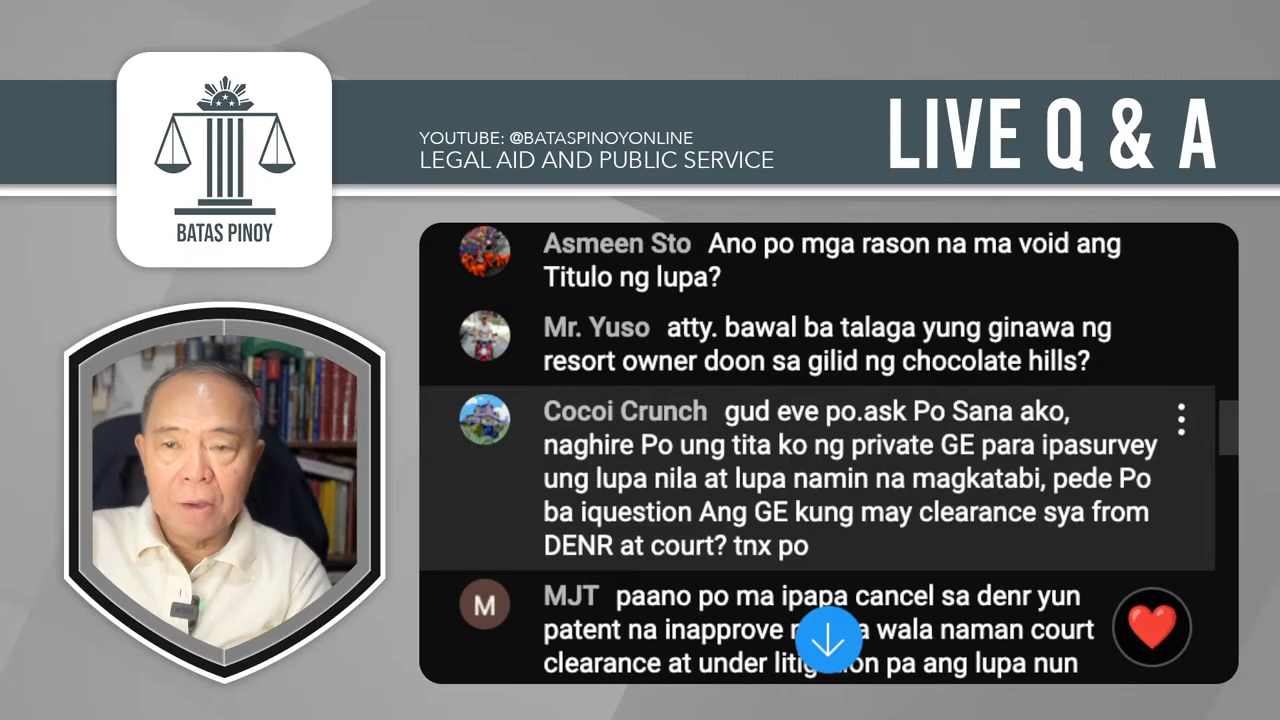 YOUTUBE: @BATASPINOYONLINE
LEGAL AID AND PUBLIC SERVICE
LIVE Q & A
BATAS PINOY
Asmeen Sto Ano po mga rason na ma void ang
Titulo ng lupa?
Mr. Yuso atty. bawal ba talaga yung ginawa ng
resort owner doon sa gilid ng chocolate hills?
Cocoi Crunch gud eve po.ask Po Sana ako,
naghire Po ung tita ko ng private GE para ipasurvey
ung lupa nila at lupa namin na magkatabi, pede Po
ba iquestion Ang GE kung may clearance sya from
DENR at court? tnx po
M
MJT paano po ma ipapa cancel sa denr yun
patent na inapprove wala naman court
clearance at under pa ang lupa nun